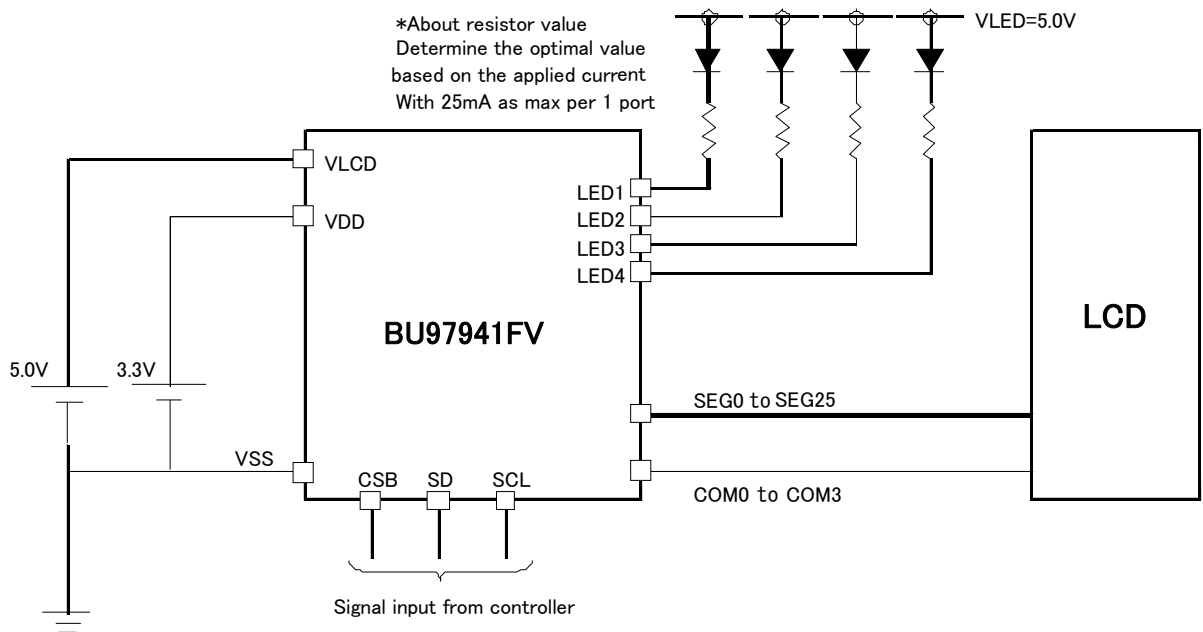 *About resistor value
Determine the optimal value
based on the applied current
With 25mA as max per 1 port
VLED=5.0V
VLCD
VDD
LED1
LED2
LED3
LED4
BU97941FV
LCD
5.0V
3.3V
SEG0 to SEG25
VSS
CSB
SD
SCL
COM0 to COM3
Signal input from controller